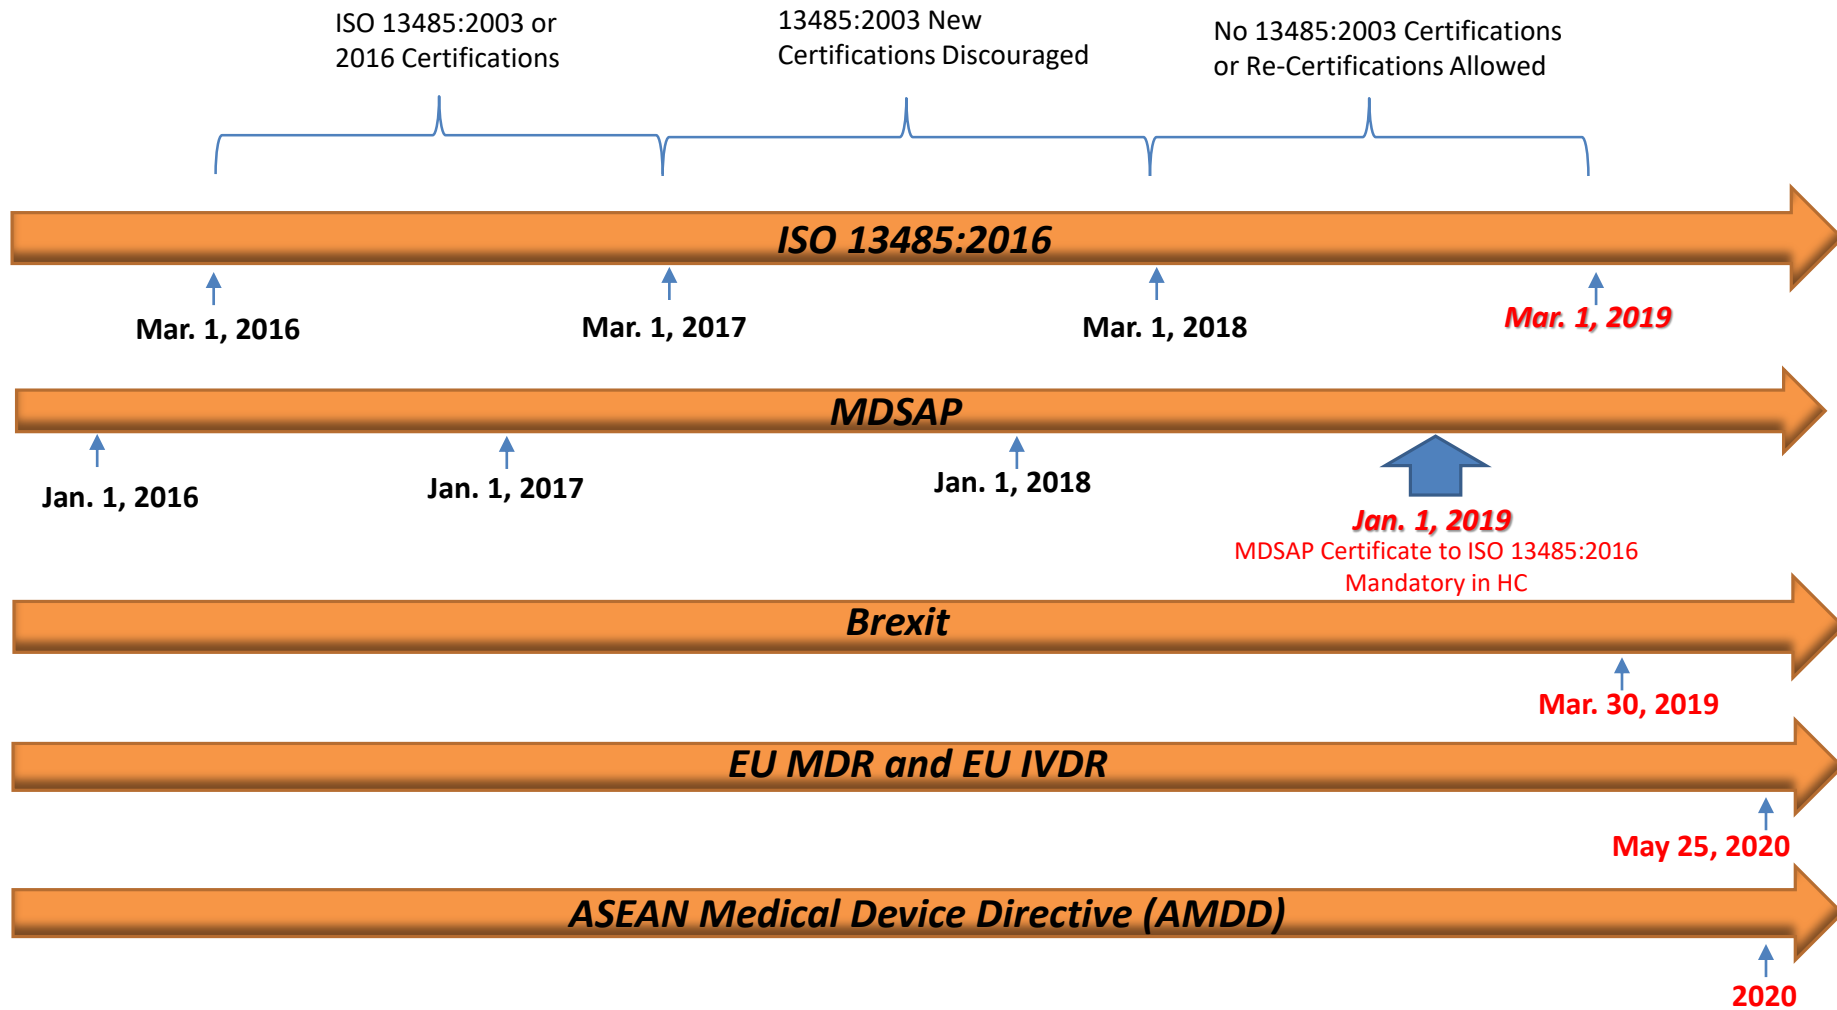 ISO 13485:2003 or
2016 Certifications
13485:2003 New
Certifications Discouraged
No 13485:2003 Certifications
or Re-Certifications Allowed
ISO 13485:2016
Mar. 1, 2016
Mar. 1, 2017
Mar. 1, 2018
Mar. 1, 2019
MDSAP
Jan. 1, 2016
Jan. 1, 2017
Jan. 1, 2018
Jan. 1, 2019
MDSAP Certificate to ISO 13485:2016
Mandatory in HC
Brexit
Mar. 30, 2019
EU MDR and EU IVDR
May 25, 2020
ASEAN Medical Device Directive (AMDD)
2020